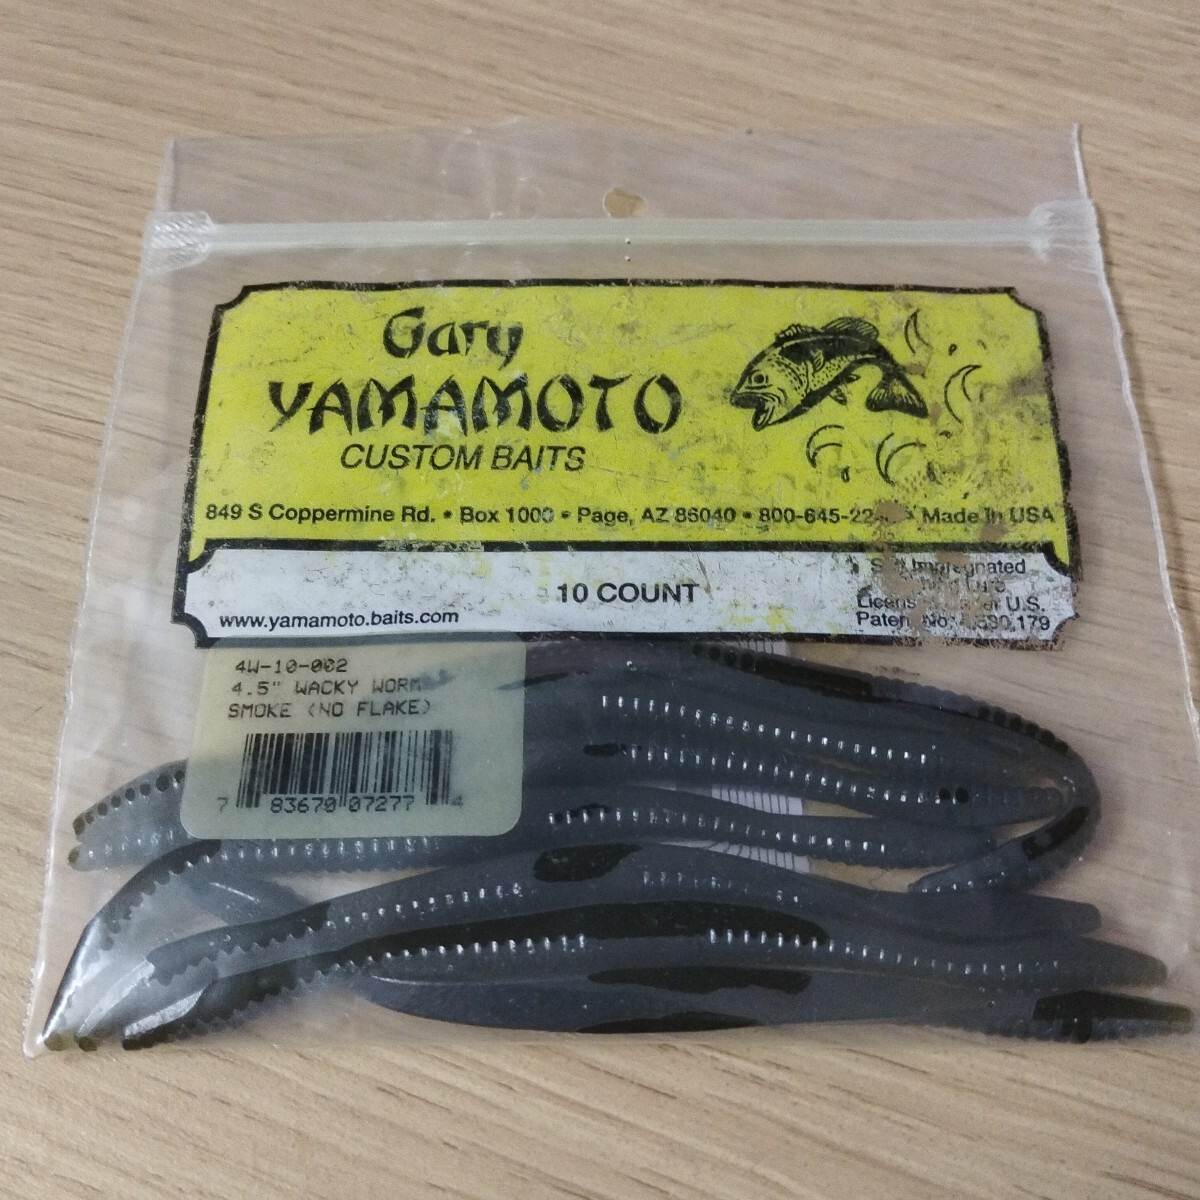 Gary
YAMAMOTO
CUSTOM BAITS
849 S Coppermine Rd. • Box 1000 • Page, AZ 86040 • 800-645-22 Made In USA
10 COUNT
www.yamamoto.baits.com
Impregnated
U.S.
179
4W-10-002
4.5" WACKY WORM
SMOKE (NO FLAKE)
7 83670 07277 4